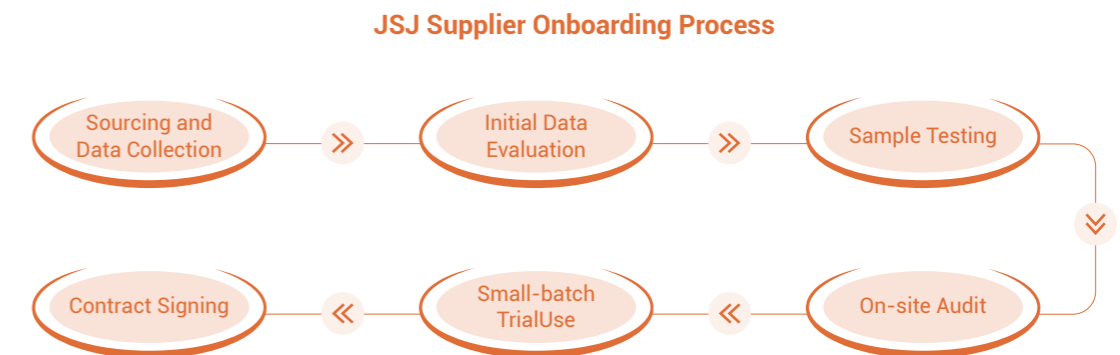 JSJ Supplier Onboarding Process
Sourcing and
Data Collection
Initial Data
Evaluation
Sample Testing
On-site Audit
Small-batch
TrialUse
Contract Signing